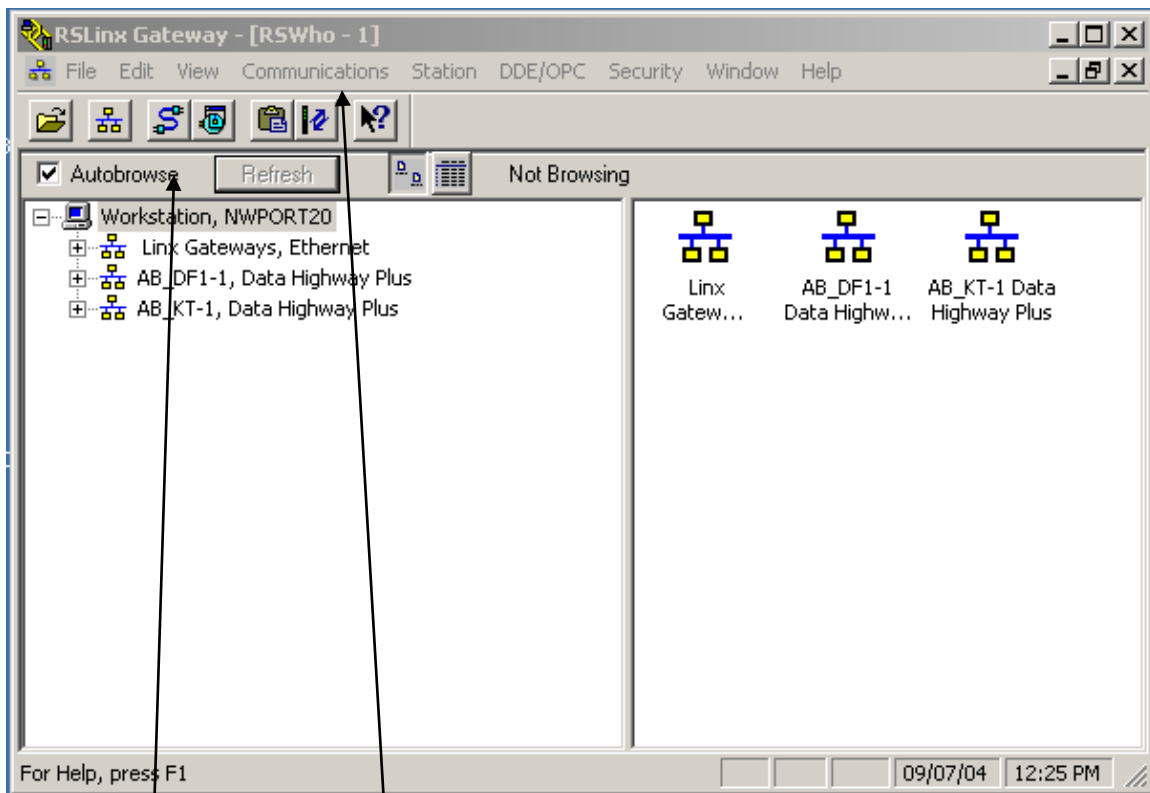 RSLinx Gateway - [RSWho - 1]
File Edit View Communications Station DDE/OPC Security Window Help
Autobrowse Refresh Not Browsing
Workstation, NWPORT20
Linx Gateways, Ethernet
AB_DF1-1, Data Highway Plus
AB_KT-1, Data Highway Plus
Linx
Gatew...
AB_DF1-1
Data Highw...
AB_KT-1 Data
Highway Plus
For Help, press F1 09/07/04 12:25 PM